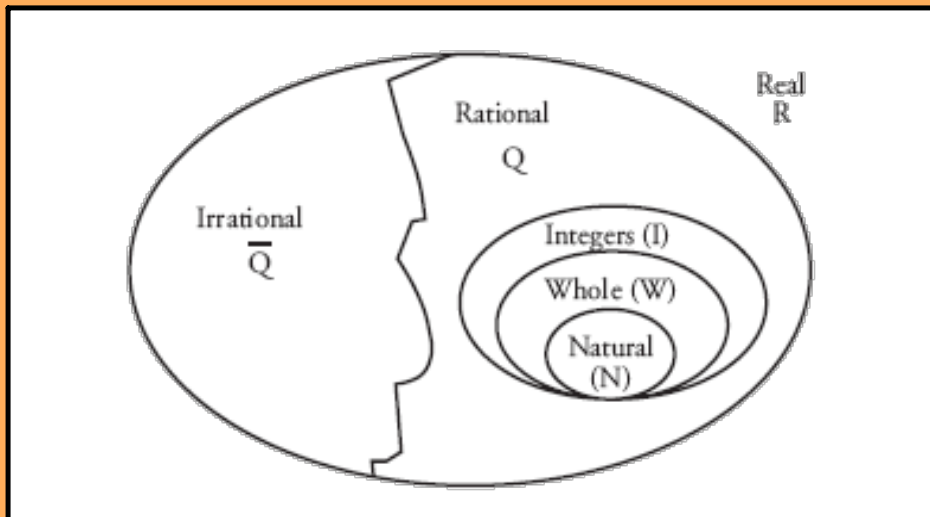 Real
R
Rational
Q
Irrational
Q̅
Integers (I)
Whole (W)
Natural
(N)